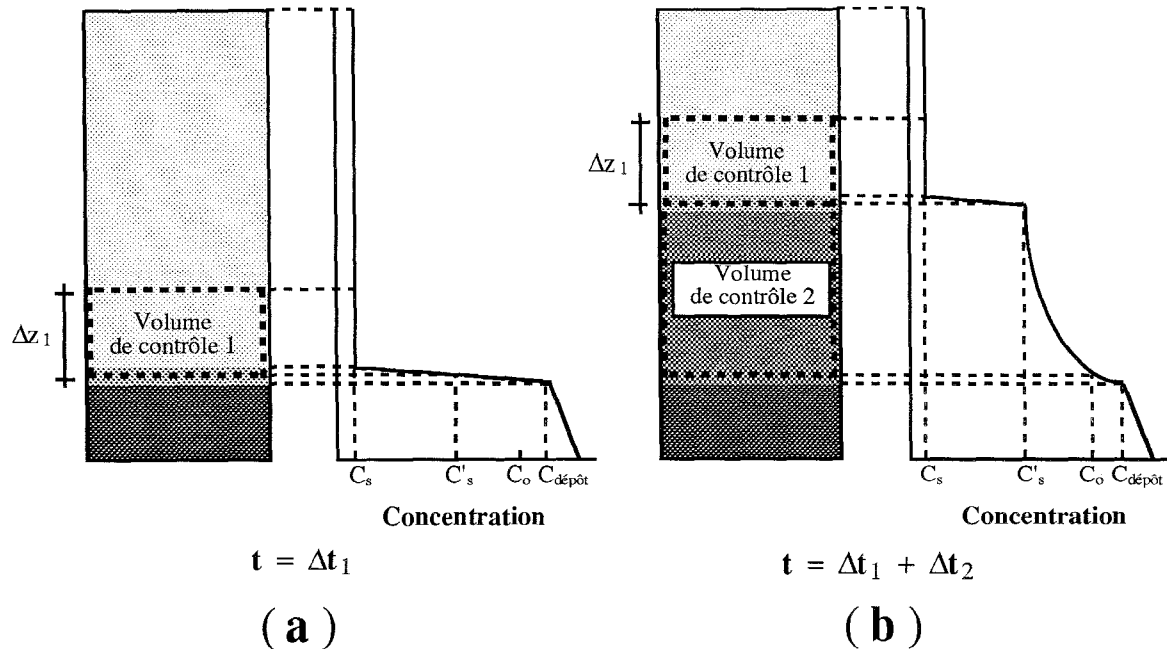 Δz₁
Volume
de contrôle 1
Cₛ
C'ₛ
Cₒ
C_dépôt
Concentration
t = Δt₁
(a)
Δz₁
Volume
de contrôle 1
Volume
de contrôle 2
Cₛ
C'ₛ
Cₒ
C_dépôt
Concentration
t = Δt₁ + Δt₂
(b)